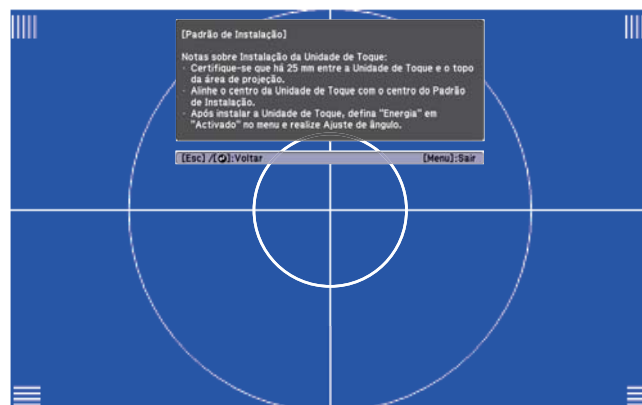 [Padrão de Instalação]
Notas sobre Instalação da Unidade de Toque:
· Certifique-se que há 25 mm entre a Unidade de Toque e o topo
da área de projeção.
· Alinhe o centro da Unidade de Toque com o centro do Padrão
de Instalação.
· Após instalar a Unidade de Toque, defina "Energia" em
"Activado" no menu e realize Ajuste de ângulo.
[Esc] /[⮐]:Voltar [Menu]:Sair